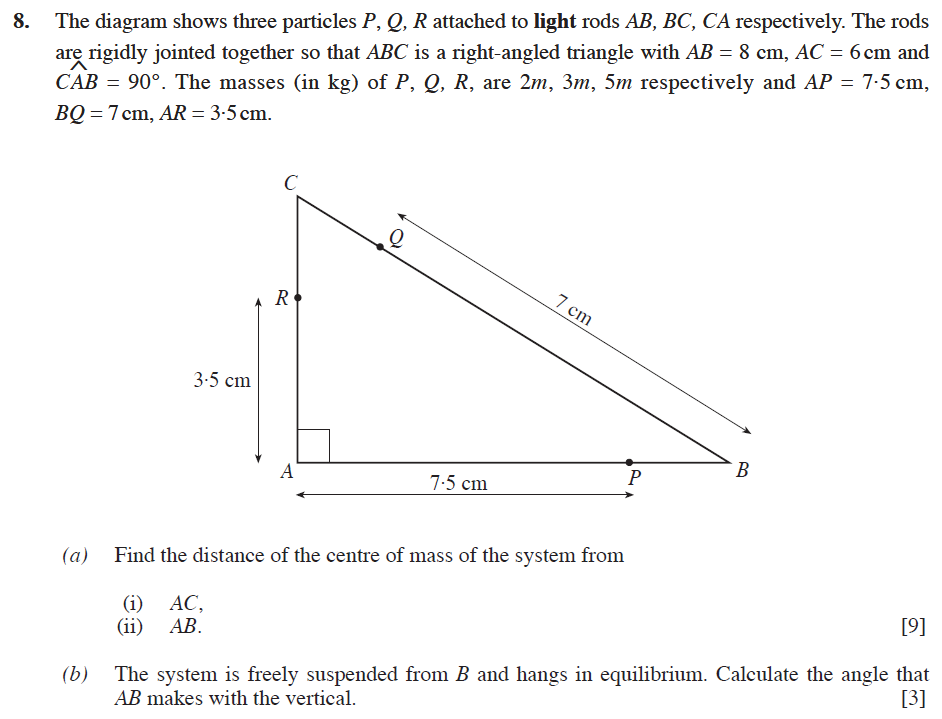 8. The diagram shows three particles P, Q, R attached to light rods AB, BC, CA respectively. The rods
are rigidly jointed together so that ABC is a right-angled triangle with AB = 8 cm, AC = 6 cm and
CÂB = 90°. The masses (in kg) of P, Q, R, are 2m, 3m, 5m respectively and AP = 7·5 cm,
BQ = 7 cm, AR = 3·5 cm.
C
Q
R
7 cm
3·5 cm
A
7·5 cm
P
B
(a) Find the distance of the centre of mass of the system from
(i) AC,
(ii) AB. [9]
(b) The system is freely suspended from B and hangs in equilibrium. Calculate the angle that
AB makes with the vertical. [3]